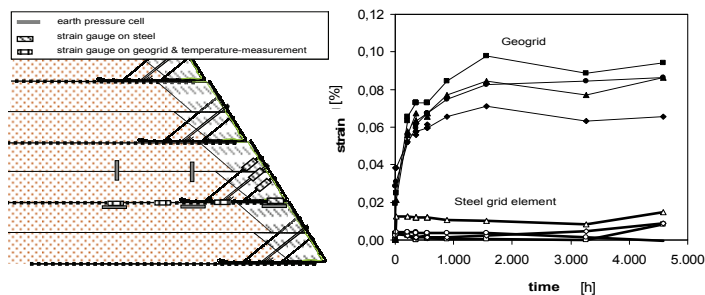 earth pressure cell
strain gauge on steel
strain gauge on geogrid & temperature-measurement
0,12
0,10
0,08
0,06
0,04
0,02
0,00
strain [%]
Geogrid
Steel grid element
0
1.000
2.000
3.000
4.000
5.000
time [h]